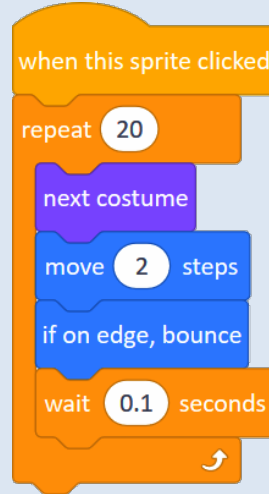 when this sprite clicked
repeat 20
next costume
move 2 steps
if on edge, bounce
wait 0.1 seconds